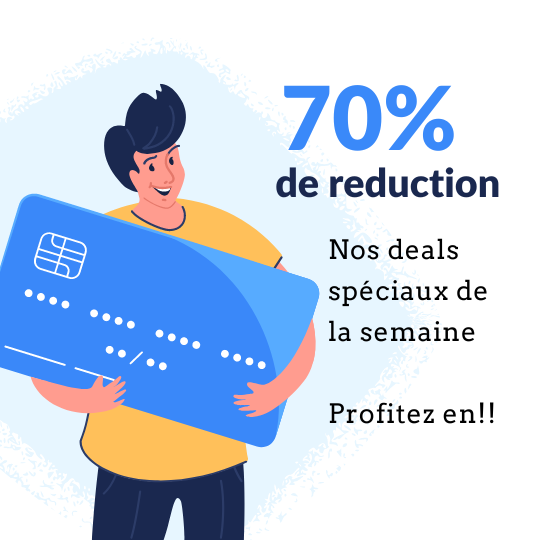 70%
de reduction
Nos deals
spéciaux de
la semaine
Profitez en!!